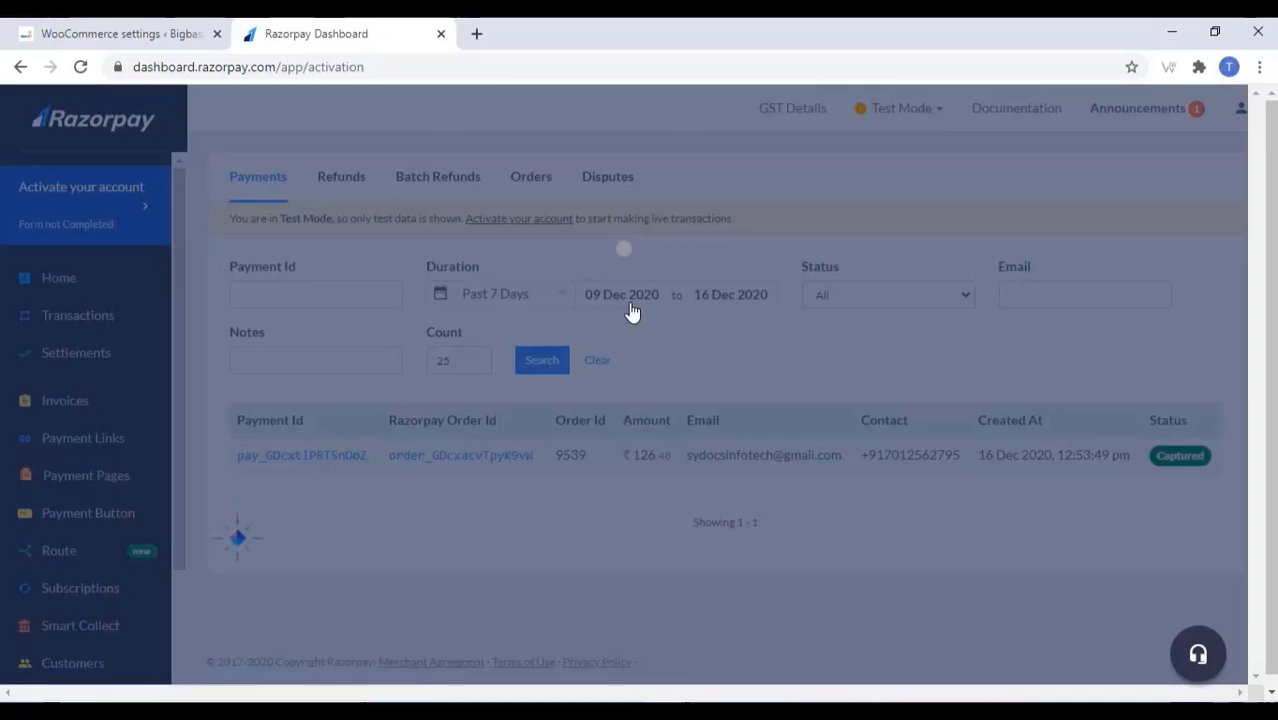 WooCommerce settings ‹ Bigbas
Razorpay Dashboard
dashboard.razorpay.com/app/activation
T
Razorpay
GST Details
Test Mode
Documentation
Announcements 1
Activate your account
Form not Completed
Payments Refunds Batch Refunds Orders Disputes
You are in Test Mode, so only test data is shown. Activate your account to start making live transactions.
Home
Transactions
Settlements
Invoices
Payment Links
Payment Pages
Payment Button
Route new
Subscriptions
Smart Collect
Customers
Payment Id Duration Status Email
Past 7 Days 09 Dec 2020 to 16 Dec 2020 All
Notes Count
25 Search Clear
Payment Id Razorpay Order Id Order Id Amount Email Contact Created At Status
pay_GDcxtlPRTSnOoZ order_GDcxacvTpyK9vW 9539 ₹ 126.48 sydocsinfotech@gmail.com +917012562795 16 Dec 2020, 12:53:49 pm Captured
Showing 1 - 1
© 2017-2020 Copyright Razorpay· Merchant Agreement · Terms of Use · Privacy Policy ·